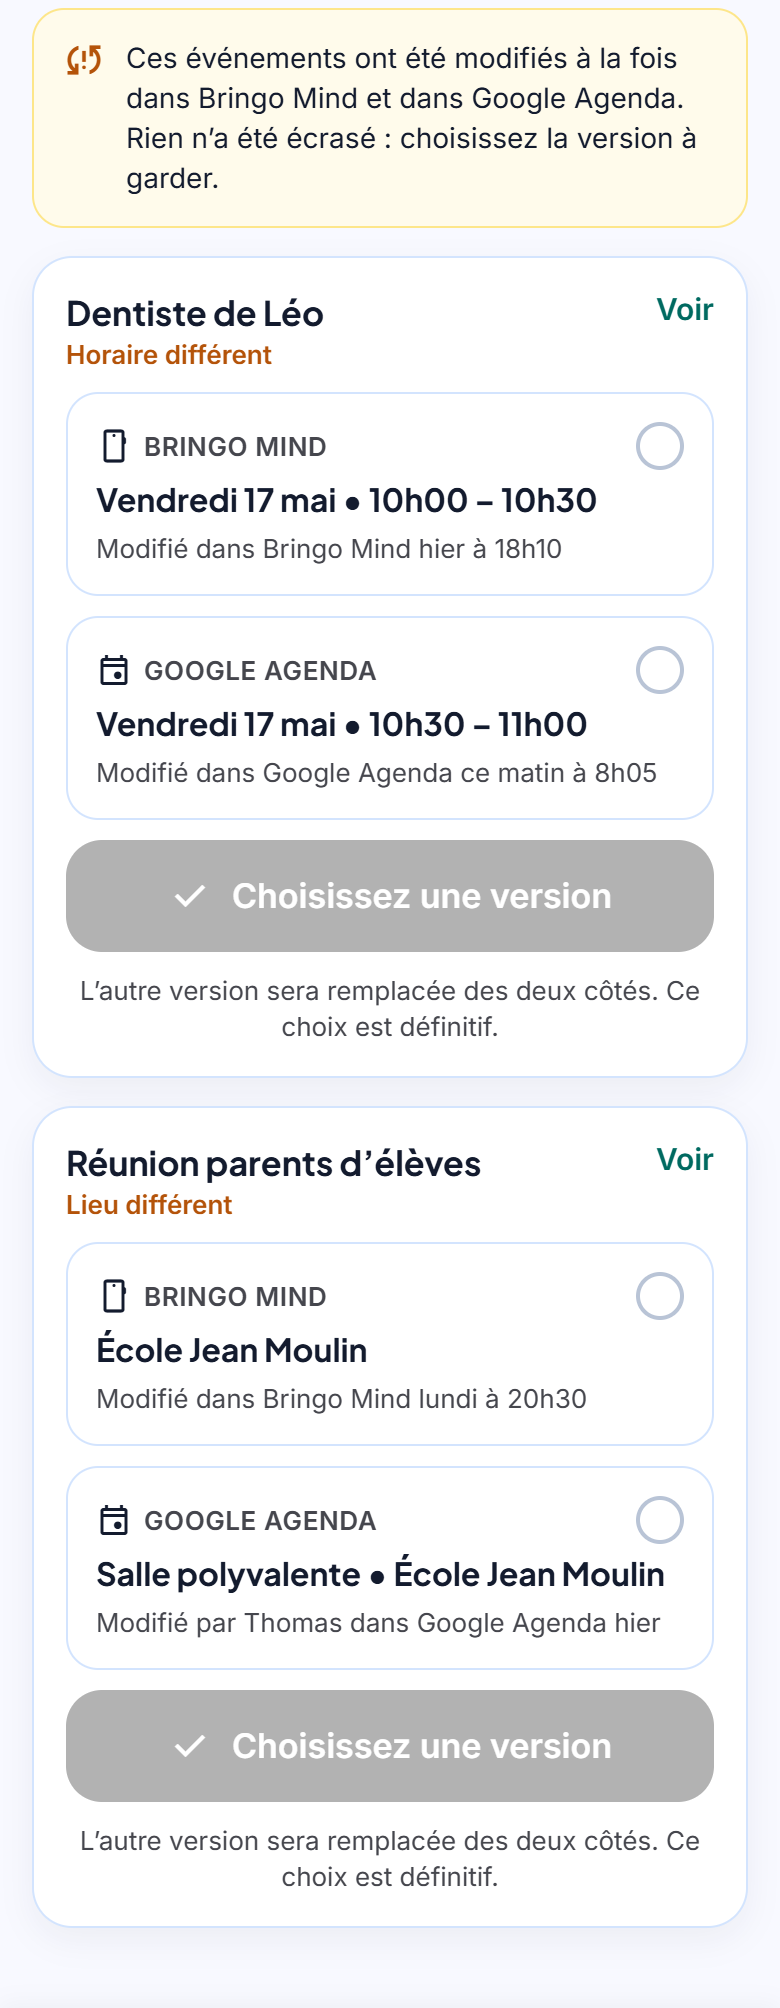 Ces événements ont été modifiés à la fois
dans Bringo Mind et dans Google Agenda.
Rien n’a été écrasé : choisissez la version à
garder.
Dentiste de Léo
Voir
Horaire différent
BRINGO MIND
Vendredi 17 mai • 10h00 – 10h30
Modifié dans Bringo Mind hier à 18h10
GOOGLE AGENDA
Vendredi 17 mai • 10h30 – 11h00
Modifié dans Google Agenda ce matin à 8h05
Choisissez une version
L’autre version sera remplacée des deux côtés. Ce
choix est définitif.
Réunion parents d’élèves
Voir
Lieu différent
BRINGO MIND
École Jean Moulin
Modifié dans Bringo Mind lundi à 20h30
GOOGLE AGENDA
Salle polyvalente • École Jean Moulin
Modifié par Thomas dans Google Agenda hier
Choisissez une version
L’autre version sera remplacée des deux côtés. Ce
choix est définitif.